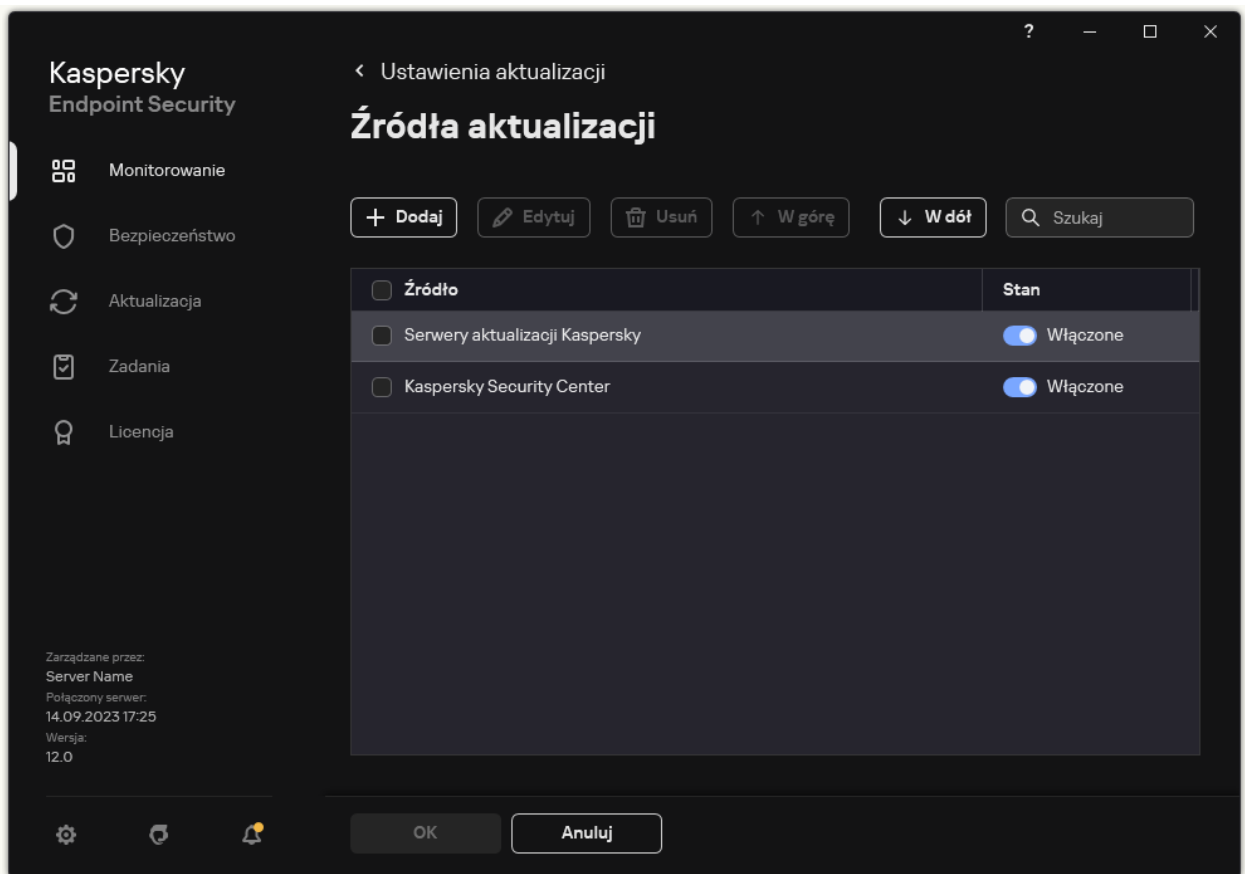 ?
Kaspersky
Endpoint Security
Monitorowanie
Bezpieczeństwo
Aktualizacja
Zadania
Licencja
Zarządzane przez:
Server Name
Połączony serwer:
14.09.2023 17:25
Wersja:
12.0
Ustawienia aktualizacji
Źródła aktualizacji
Dodaj Edytuj Usuń W górę W dół Szukaj
Źródło Stan
Serwery aktualizacji Kaspersky Włączone
Kaspersky Security Center Włączone
OK Anuluj